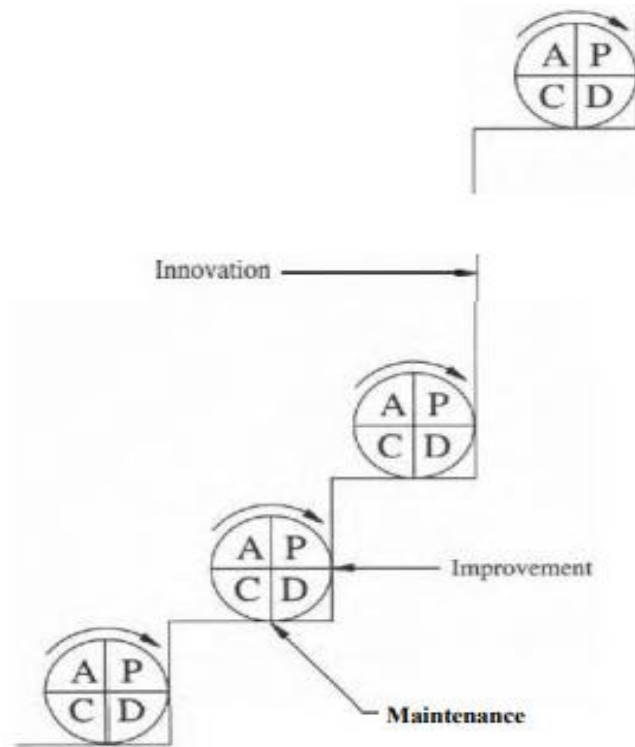 A P
C D
Innovation
A P
C D
A P
C D
Improvement
A P
C D
Maintenance